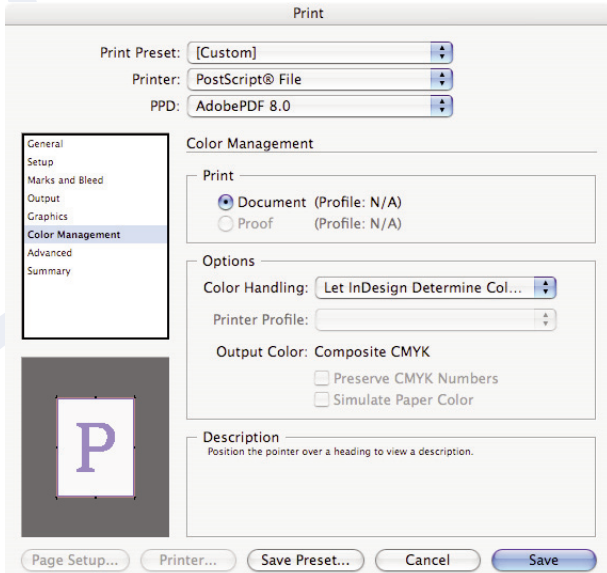 Print
Print Preset: [Custom]
Printer: PostScript® File
PPD: AdobePDF 8.0
General
Setup
Marks and Bleed
Output
Graphics
Color Management
Advanced
Summary
Color Management
Print
Document (Profile: N/A)
Proof (Profile: N/A)
Options
Color Handling: Let InDesign Determine Col...
Printer Profile:
Output Color: Composite CMYK
Preserve CMYK Numbers
Simulate Paper Color
P
Description
Position the pointer over a heading to view a description.
Page Setup... Printer... Save Preset... Cancel Save